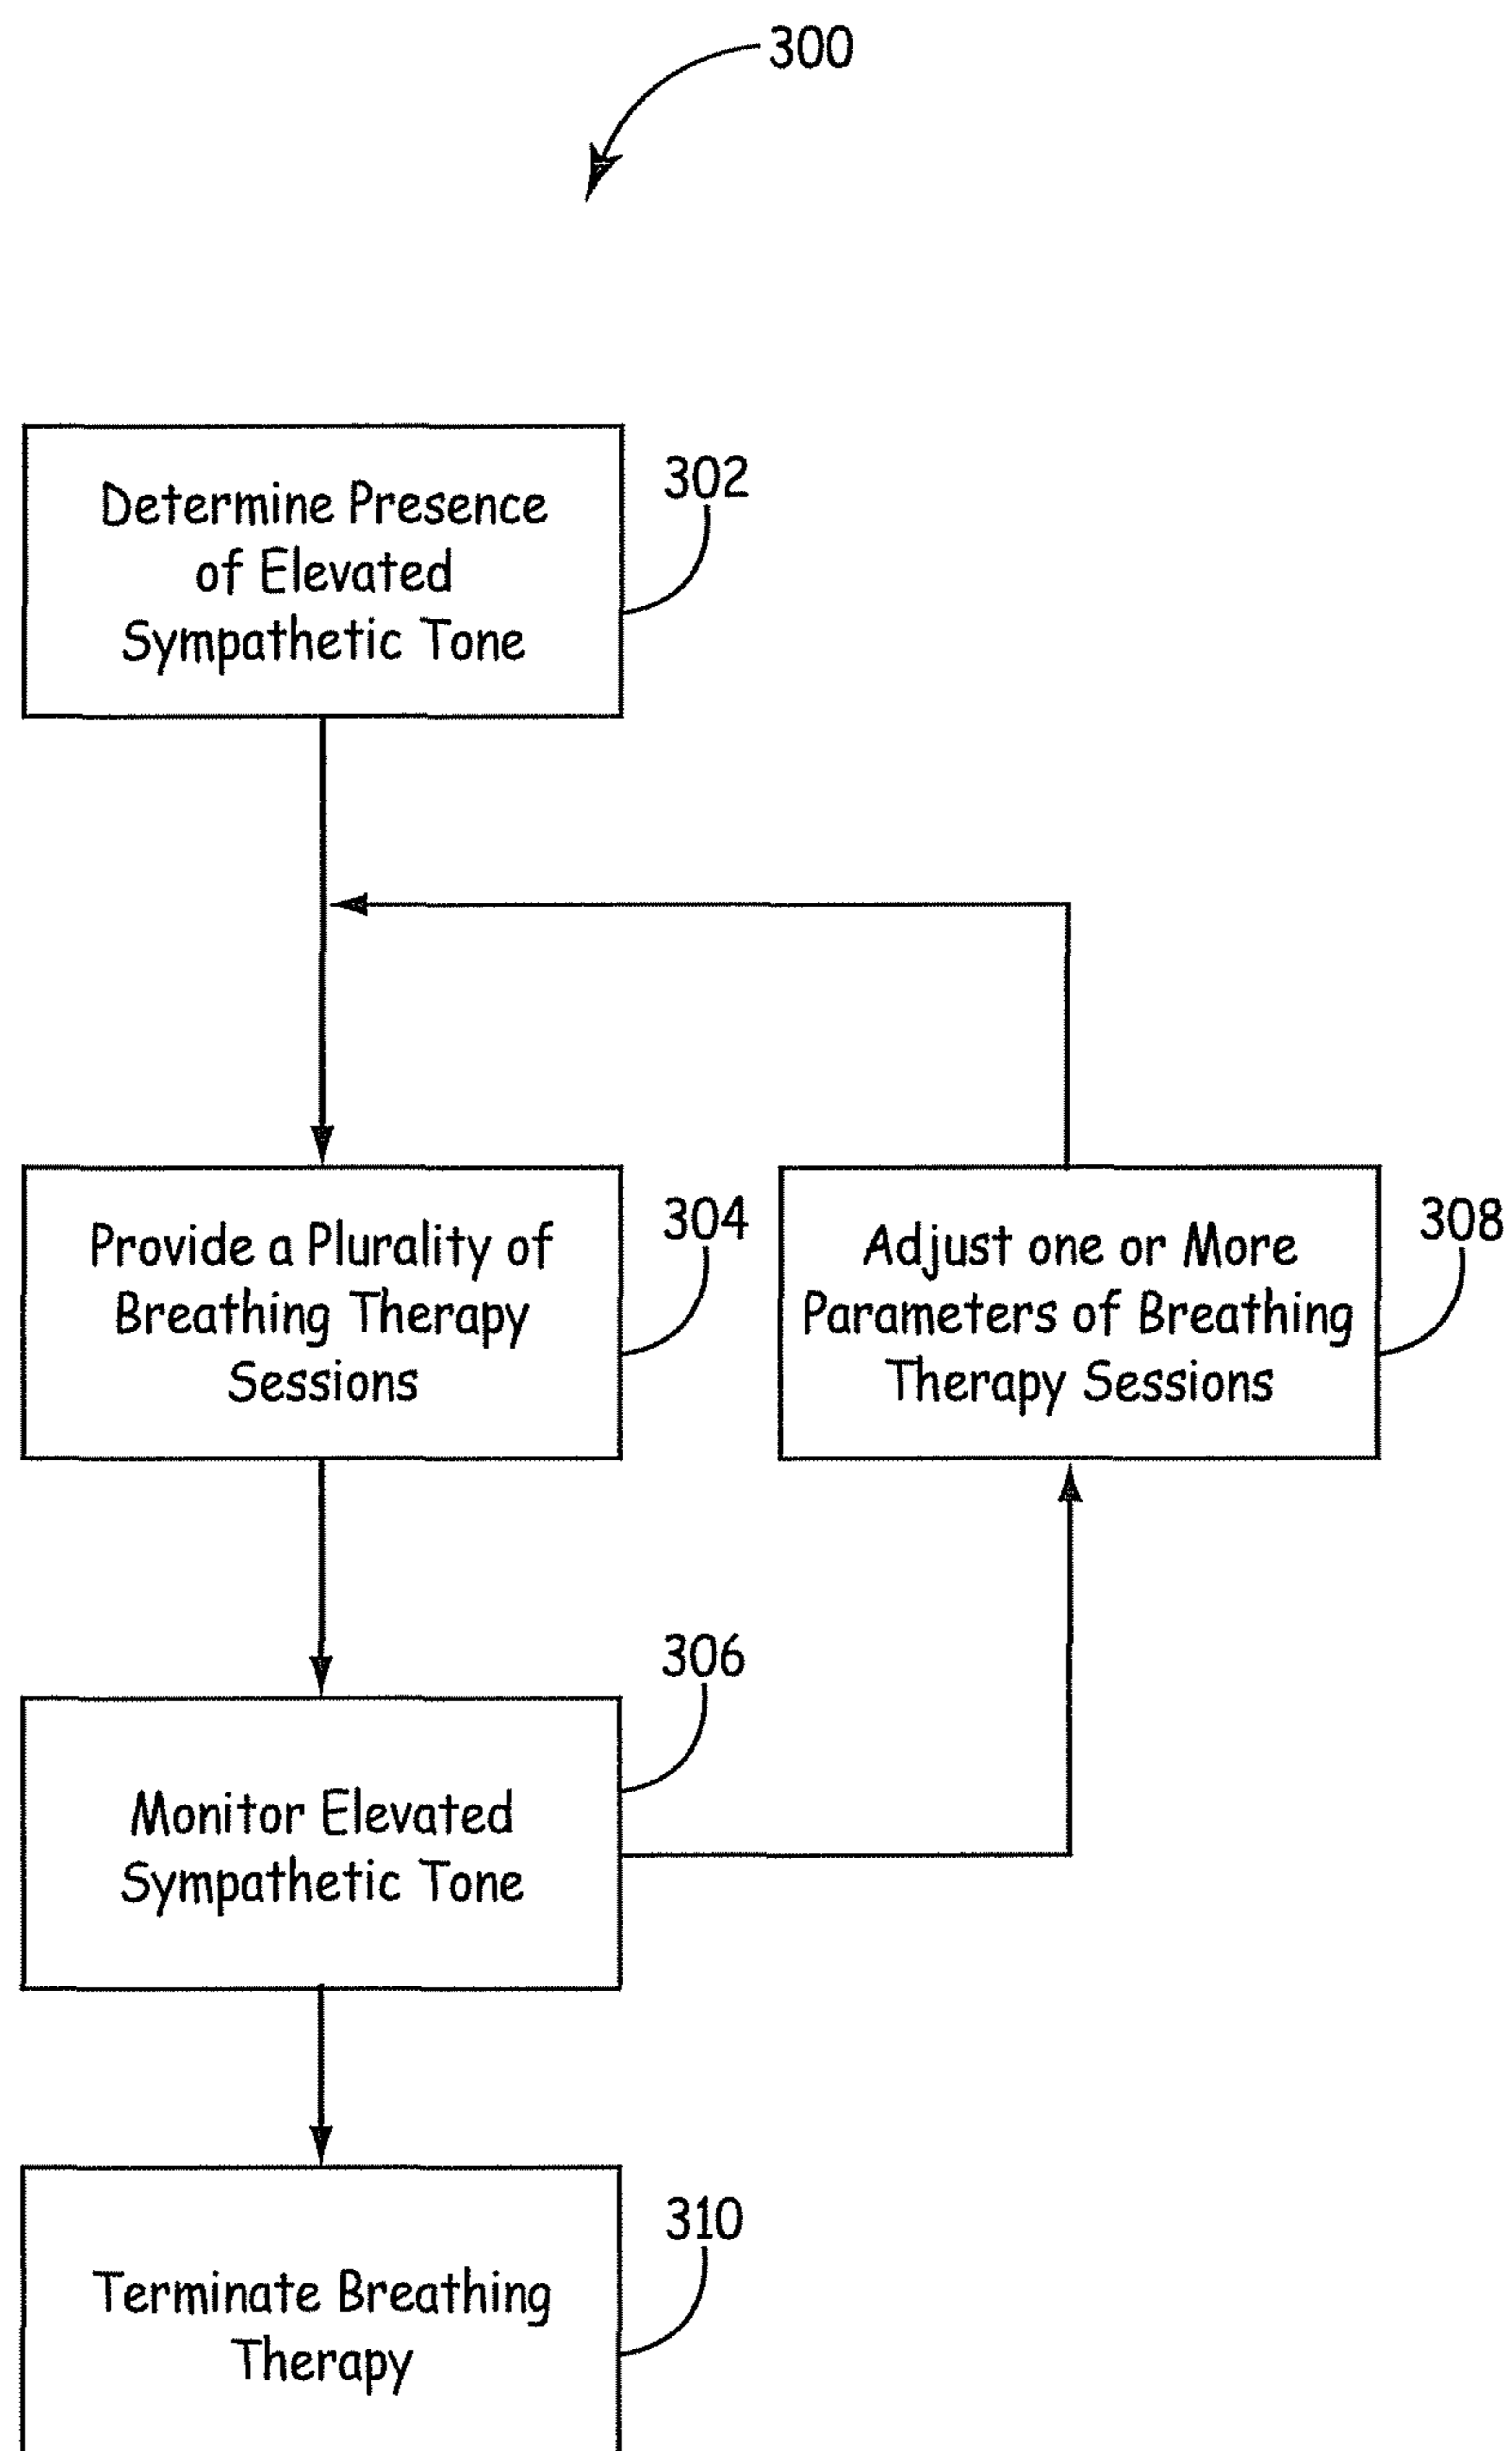 300
Determine Presence
of Elevated
Sympathetic Tone
302
Provide a Plurality of
Breathing Therapy
Sessions
304
Adjust one or More
Parameters of Breathing
Therapy Sessions
308
Monitor Elevated
Sympathetic Tone
306
Terminate Breathing
Therapy
310